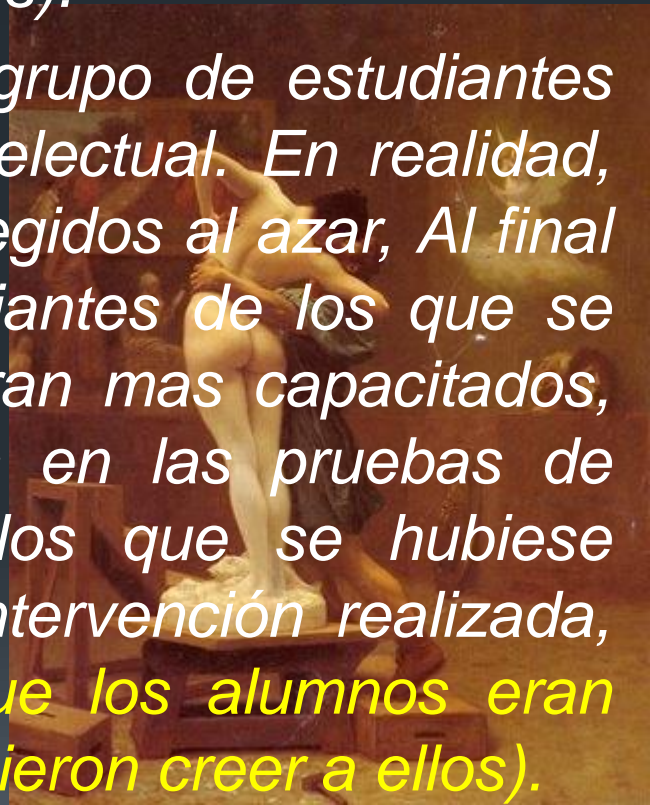 s).
grupo de estudiantes
electual. En realidad,
egidos al azar, Al final
iantes de los que se
ran mas capacitados,
en las pruebas de
los que se hubiese
ntervención realizada,
ue los alumnos eran
ieron creer a ellos).